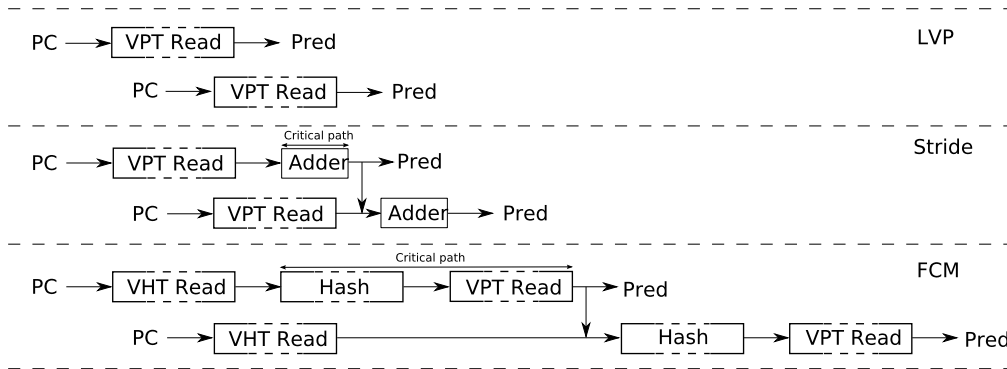 PC VPT Read Pred LVP
PC VPT Read Pred
Critical path
PC VPT Read Adder Pred Stride
PC VPT Read Adder Pred
Critical path
PC VHT Read Hash VPT Read Pred FCM
PC VHT Read Hash VPT Read Pred